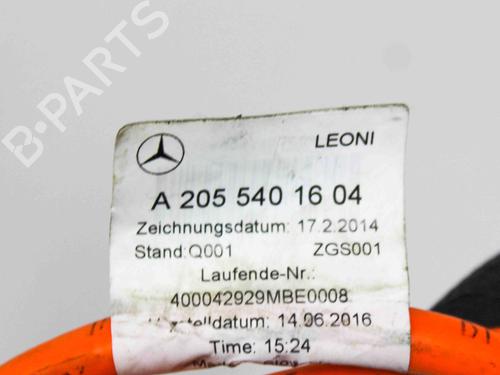 B-PARTS
LEONI
A 205 540 16 04
Zeichnungsdatum: 17.2.2014
Stand:Q001 ZGS001
Laufende-Nr.:
400042929MBE0008
14.06.2016
Time: 15:24